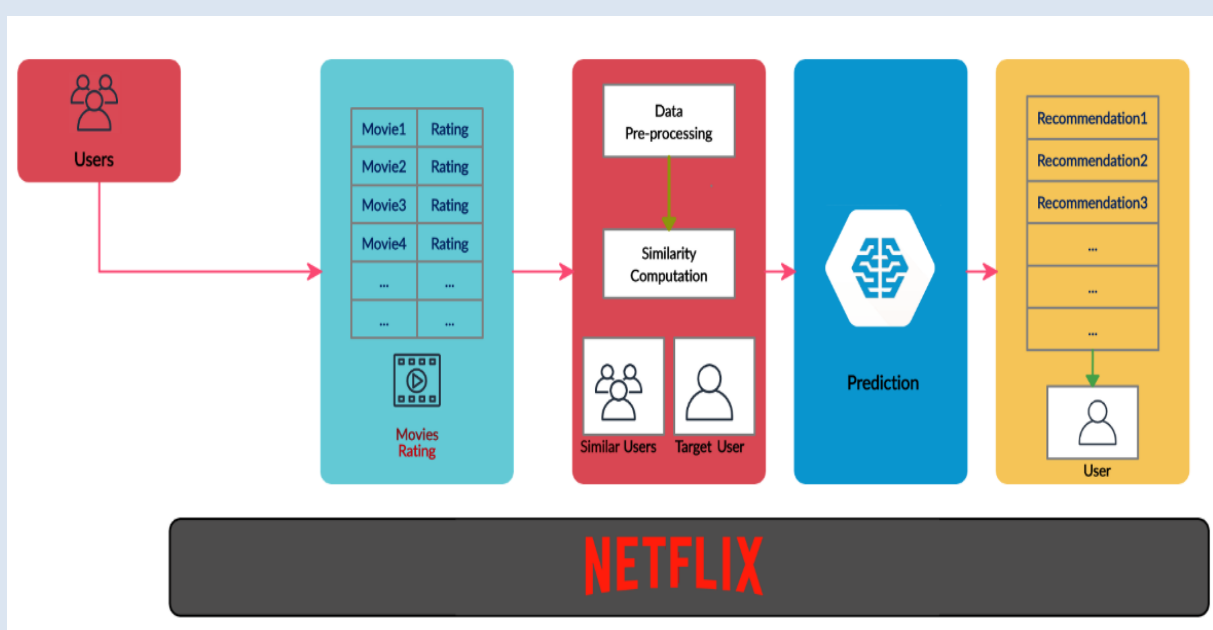 Users
Movie1 Rating
Movie2 Rating
Movie3 Rating
Movie4 Rating
... ...
... ...
Movies
Rating
Data
Pre-processing
Similarity
Computation
Similar Users Target User
Prediction
Recommendation1
Recommendation2
Recommendation3
...
...
...
User
NETFLIX